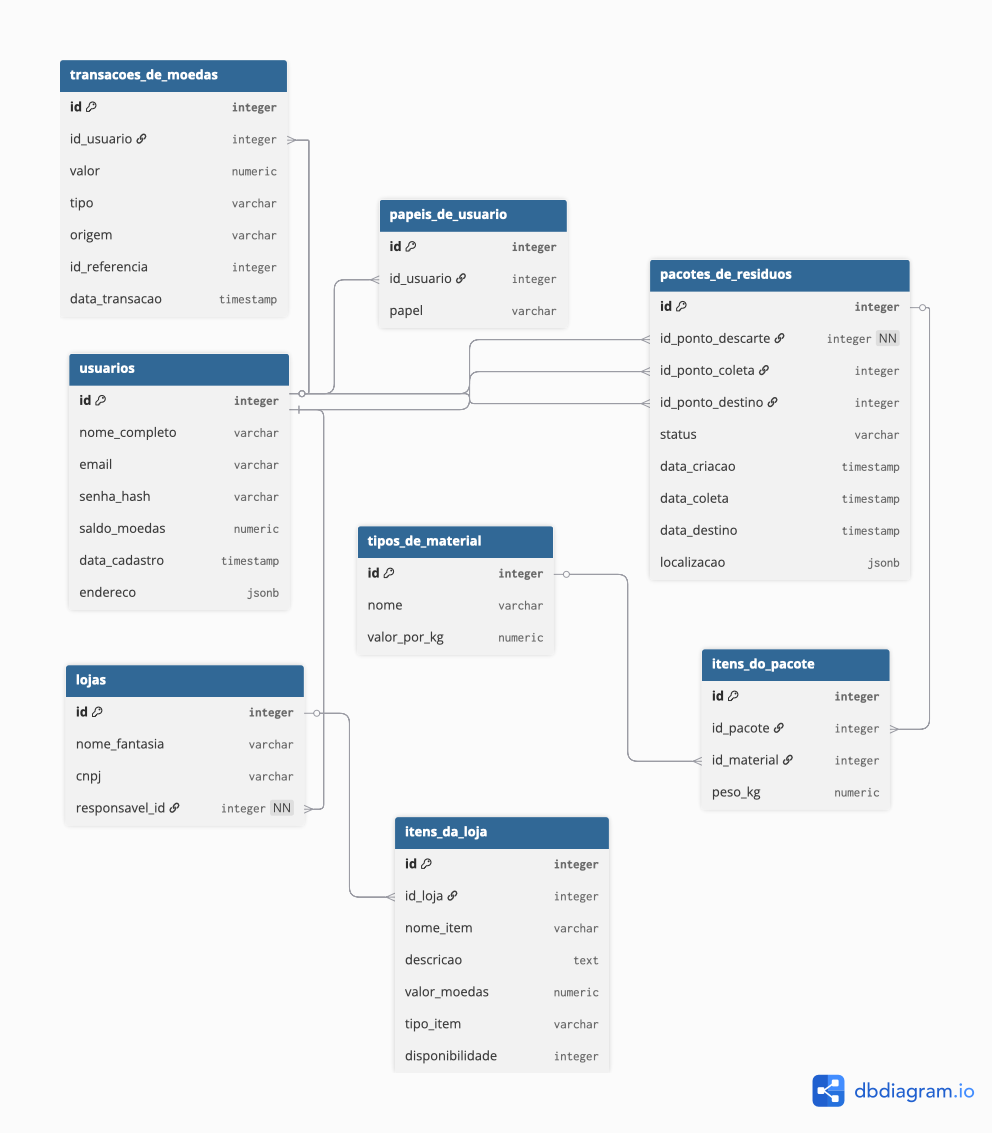 transacoes_de_moedas
id integer
id_usuario integer
valor numeric
tipo varchar
origem varchar
id_referencia integer
data_transacao timestamp
papeis_de_usuario
id integer
id_usuario integer
papel varchar
pacotes_de_residuos
id integer
id_ponto_descarte integer NN
id_ponto_coleta integer
id_ponto_destino integer
status varchar
data_criacao timestamp
data_coleta timestamp
data_destino timestamp
localizacao jsonb
usuarios
id integer
nome_completo varchar
email varchar
senha_hash varchar
saldo_moedas numeric
data_cadastro timestamp
endereco jsonb
tipos_de_material
id integer
nome varchar
valor_por_kg numeric
itens_do_pacote
id integer
id_pacote integer
id_material integer
peso_kg numeric
lojas
id integer
nome_fantasia varchar
cnpj varchar
responsavel_id integer NN
itens_da_loja
id integer
id_loja integer
nome_item varchar
descricao text
valor_moedas numeric
tipo_item varchar
disponibilidade integer
dbdiagram.io